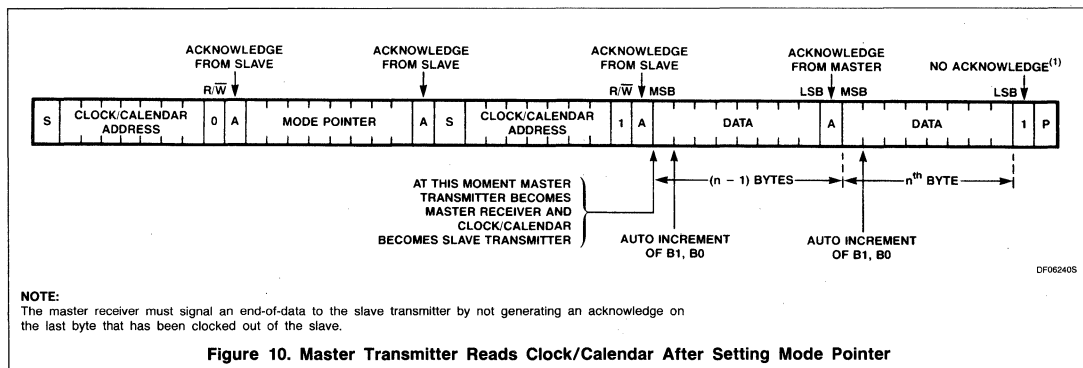 ACKNOWLEDGE
FROM SLAVE
ACKNOWLEDGE
FROM SLAVE
ACKNOWLEDGE
FROM SLAVE
ACKNOWLEDGE
FROM MASTER
NO ACKNOWLEDGE(1)
R/W̅
R/W̅ MSB
LSB MSB
LSB
S
CLOCK/CALENDAR
ADDRESS
0 A
MODE POINTER
A S
CLOCK/CALENDAR
ADDRESS
1 A
DATA
A
DATA
1 P
(n − 1) BYTES
nth BYTE
AT THIS MOMENT MASTER
TRANSMITTER BECOMES
MASTER RECEIVER AND
CLOCK/CALENDAR
BECOMES SLAVE TRANSMITTER
AUTO INCREMENT
OF B1, B0
AUTO INCREMENT
OF B1, B0
DF06240S
NOTE:
The master receiver must signal an end-of-data to the slave transmitter by not generating an acknowledge on
the last byte that has been clocked out of the slave.
Figure 10. Master Transmitter Reads Clock/Calendar After Setting Mode Pointer